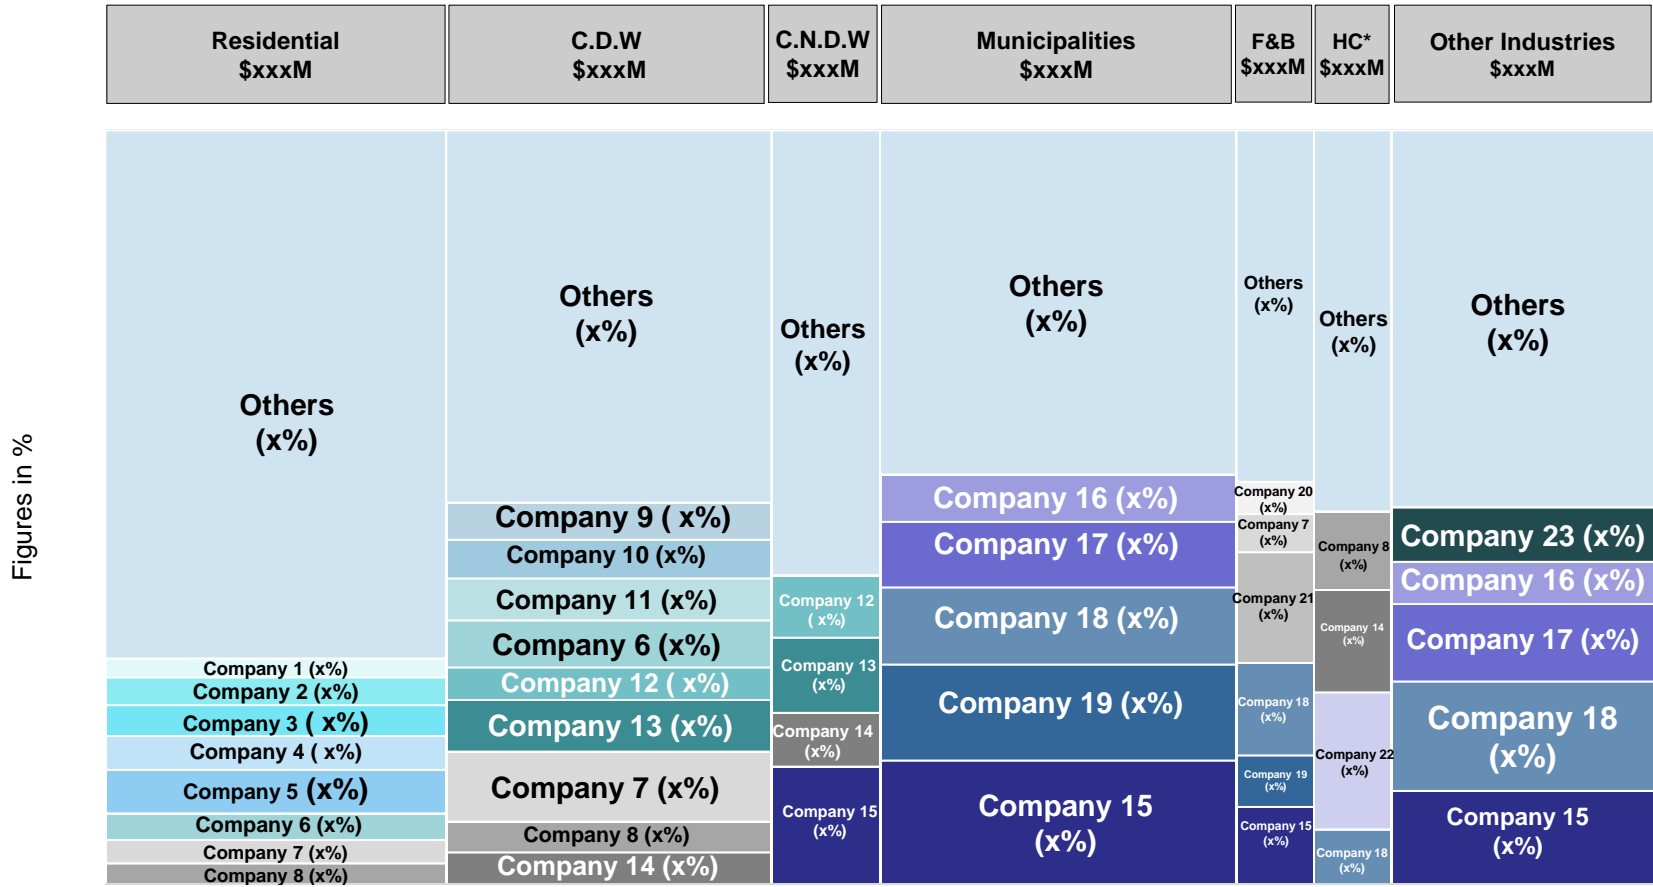 Residential
$xxxM
C.D.W
$xxxM
C.N.D.W
$xxxM
Municipalities
$xxxM
F&B
$xxxM
HC*
$xxxM
Other Industries
$xxxM
Figures in %
Others
(x%)
Company 1 (x%)
Company 2 (x%)
Company 3 ( x%)
Company 4 ( x%)
Company 5 (x%)
Company 6 (x%)
Company 7 (x%)
Company 8 (x%)
Others
(x%)
Company 9 ( x%)
Company 10 (x%)
Company 11 (x%)
Company 6 (x%)
Company 12 ( x%)
Company 13 (x%)
Company 7 (x%)
Company 8 (x%)
Company 14 (x%)
Others
(x%)
Company 12
( x%)
Company 13
(x%)
Company 14
(x%)
Company 15
(x%)
Others
(x%)
Company 16 (x%)
Company 17 (x%)
Company 18 (x%)
Company 19 (x%)
Company 15
(x%)
Others
(x%)
Company 20
(x%)
Company 7
(x%)
Company 21
(x%)
Company 18
(x%)
Company 19
(x%)
Company 15
(x%)
Others
(x%)
Company 8
(x%)
Company 14
(x%)
Company 22
(x%)
Company 18
(x%)
Others
(x%)
Company 23 (x%)
Company 16 (x%)
Company 17 (x%)
Company 18
(x%)
Company 15
(x%)